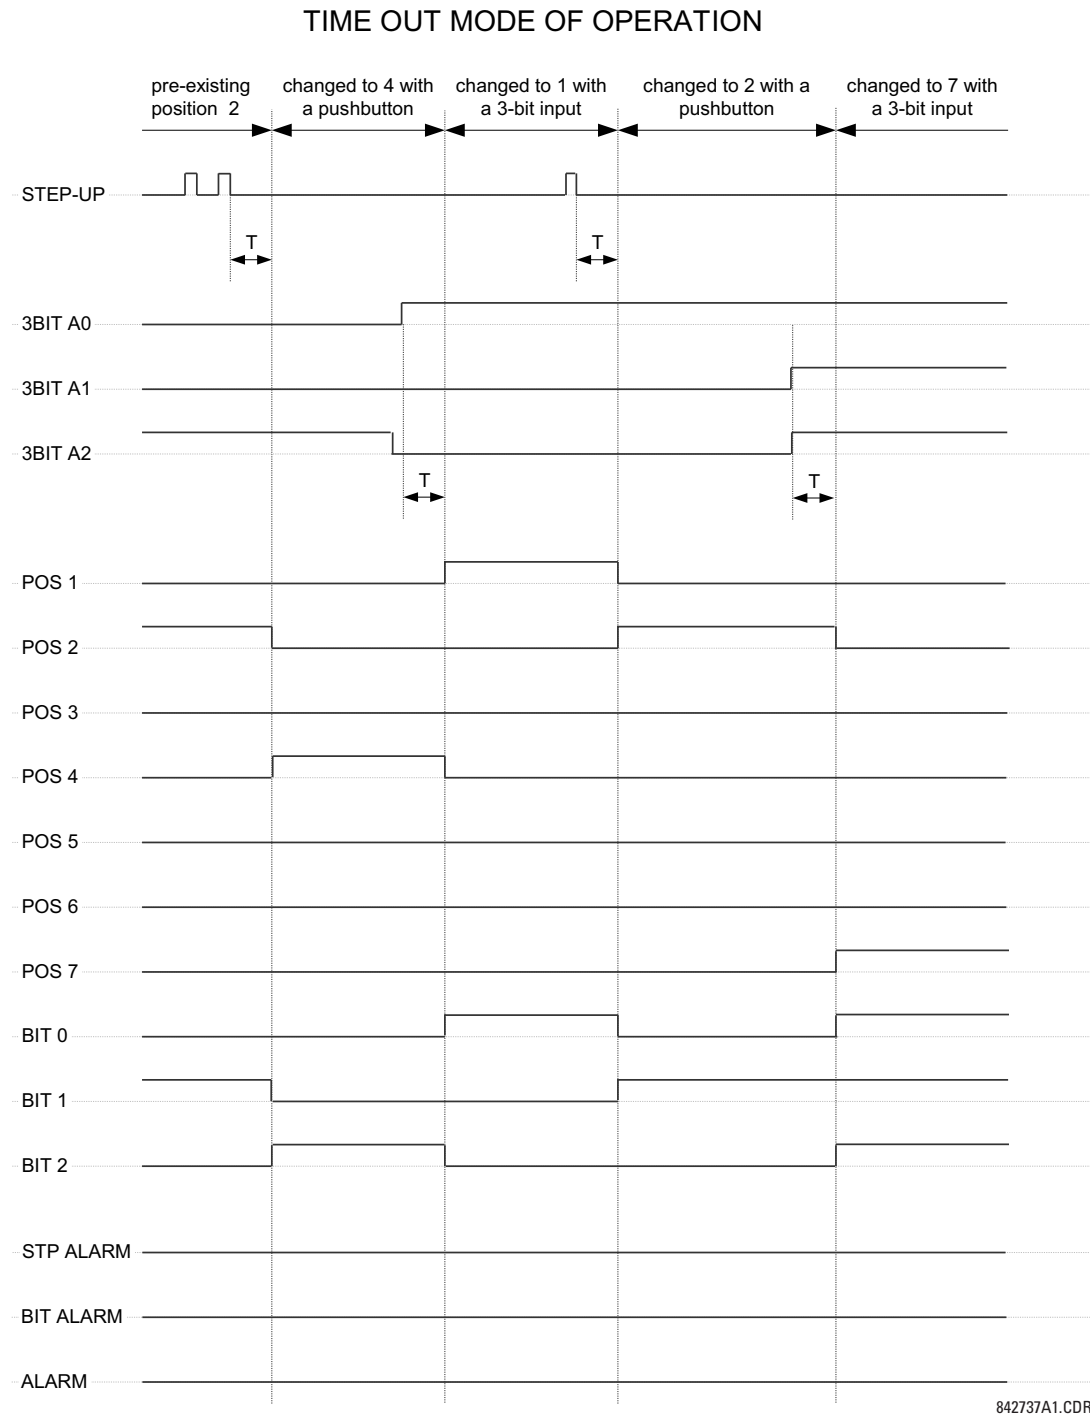 TIME OUT MODE OF OPERATION
pre-existing
position 2
changed to 4 with
a pushbutton
changed to 1 with
a 3-bit input
changed to 2 with a
pushbutton
changed to 7 with
a 3-bit input
STEP-UP
T
T
3BIT A0
3BIT A1
3BIT A2
T
T
POS 1
POS 2
POS 3
POS 4
POS 5
POS 6
POS 7
BIT 0
BIT 1
BIT 2
STP ALARM
BIT ALARM
ALARM
842737A1.CDR